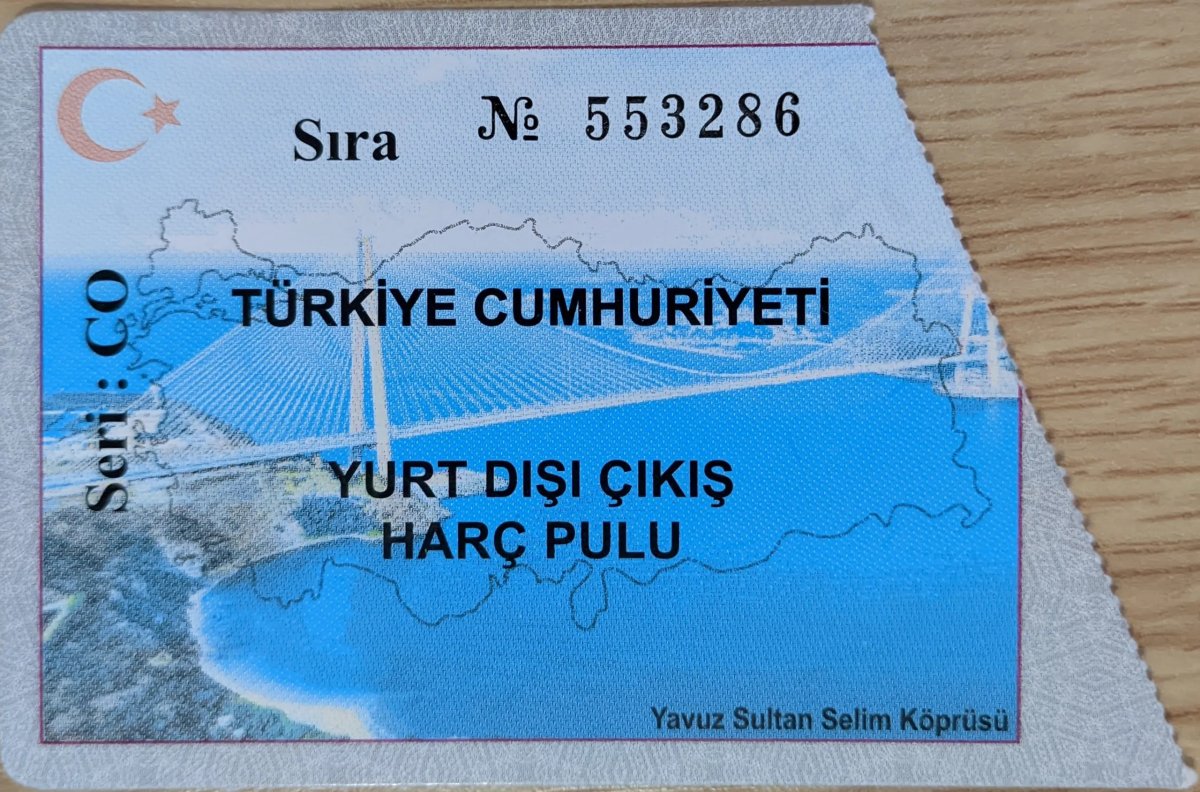 Sıra № 553286
Seri : CO
TÜRKİYE CUMHURİYETİ
YURT DIŞI ÇIKIŞ
HARÇ PULU
Yavuz Sultan Selim Köprüsü